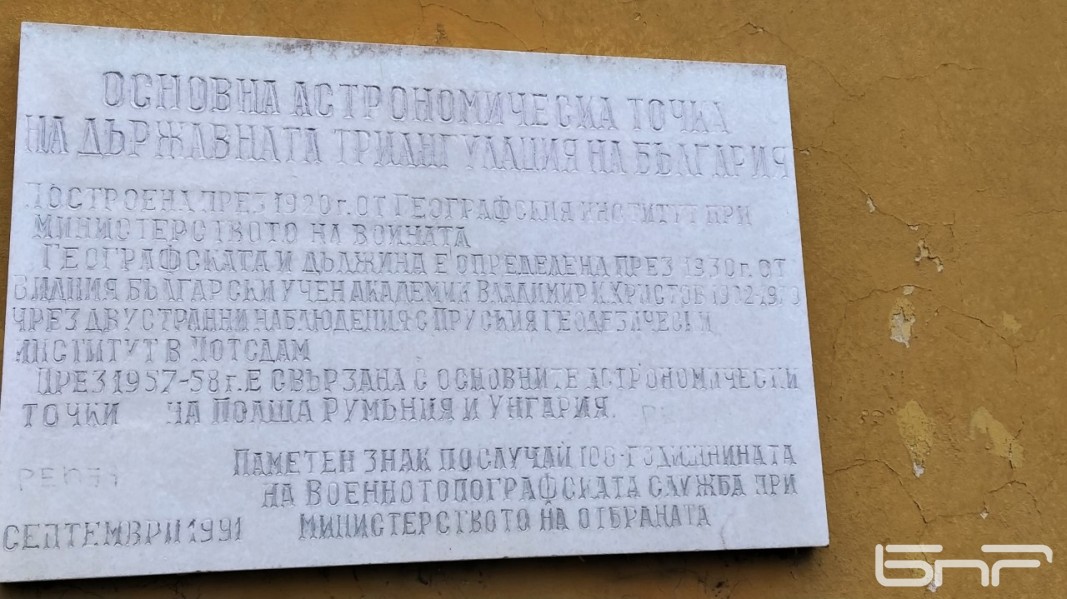 ОСНОВНА АСТРОНОМИЧЕСКА ТОЧКА
НА ДЪРЖАВНАТА ТРИАНГУЛАЦИЯ НА БЪЛГАРИЯ
ПОСТРОЕНА ПРЕЗ 1920 г. ОТ ГЕОГРАФСКИЯ ИНСТИТУТ ПРИ
МИНИСТЕРСТВОТО НА ВОЙНАТА
ГЕОГРАФСКАТА И ДЪЛЖИНА Е ОПРЕДЕЛЕНА ПРЕЗ 1930 г. ОТ
ВИДНИЯ БЪЛГАРСКИ УЧЕН АКАДЕМИК ВЛАДИМИР К. ХРИСТОВ
ЧРЕЗ ДВУСТРАННИ НАБЛЮДЕНИЯ С ПРУСКИЯ ГЕОДЕЗИЧЕСКИ
ИНСТИТУТ В ПОТСДАМ
ПРЕЗ 1957-58 г. Е СВЪРЗАНА С ОСНОВНИТЕ АСТРОНОМИЧЕСКИ
ТОЧКИ НА ПОЛША РУМЪНИЯ И УНГАРИЯ.
ПАМЕТЕН ЗНАК ПО СЛУЧАЙ 100-ГОДИШНИНАТА
НА ВОЕННОТОПОГРАФСКАТА СЛУЖБА ПРИ
СЕПТЕМВРИ 1991 МИНИСТЕРСТВОТО НА ОТБРАНАТА
БНР